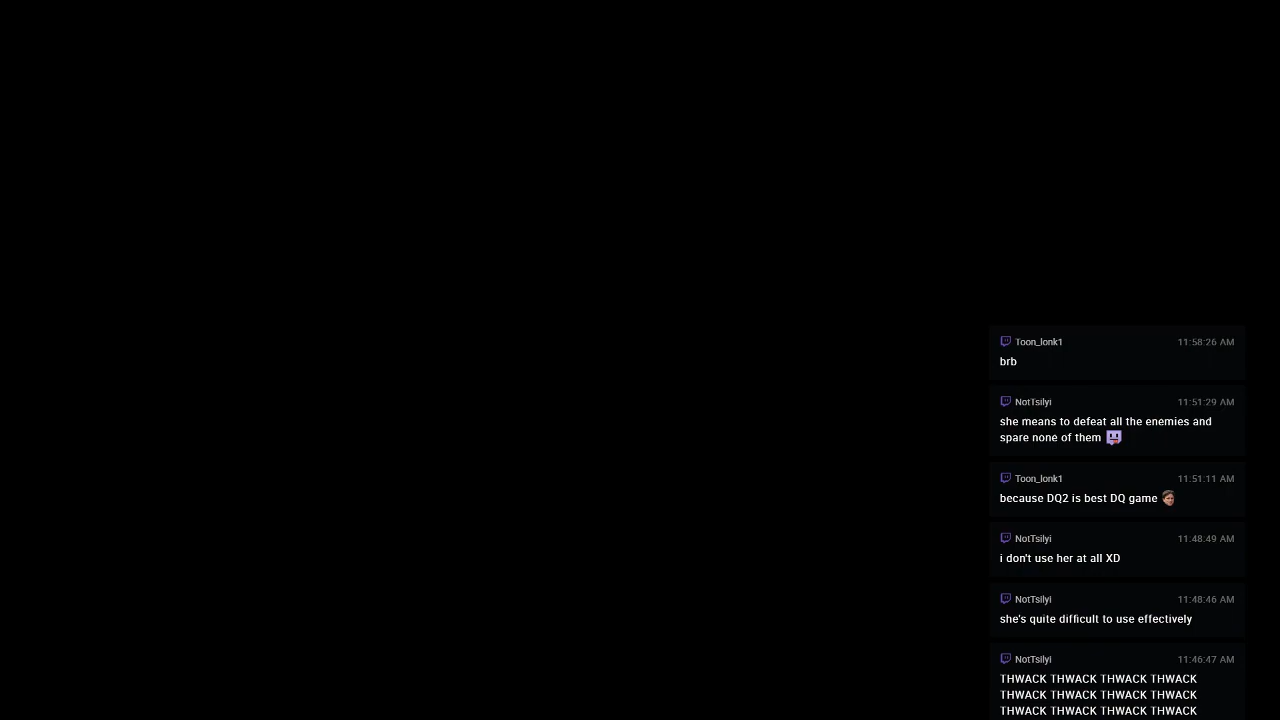 Toon_lonk1 11:58:26 AM
brb
NotTsilyi 11:51:29 AM
she means to defeat all the enemies and
spare none of them
Toon_lonk1 11:51:11 AM
because DQ2 is best DQ game
NotTsilyi 11:48:49 AM
i don't use her at all XD
NotTsilyi 11:48:46 AM
she's quite difficult to use effectively
NotTsilyi 11:46:47 AM
THWACK THWACK THWACK THWACK
THWACK THWACK THWACK THWACK
THWACK THWACK THWACK THWACK